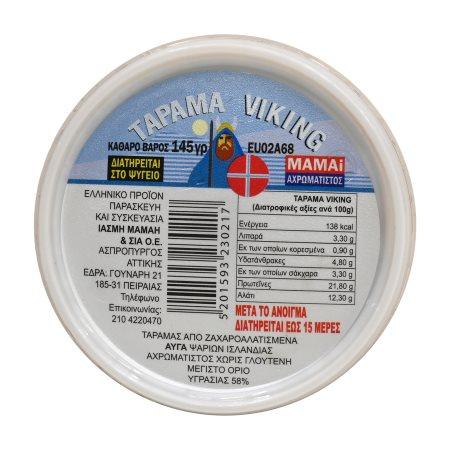 ΤΑΡΑΜΑ VIKING
ΚΑΘΑΡΟ ΒΑΡΟΣ 145γρ
EU02A68
ΔΙΑΤΗΡΕΙΤΑΙ
ΣΤΟ ΨΥΓΕΙΟ
MAMAi
ΑΧΡΩΜΑΤΙΣΤΟΣ
ΕΛΛΗΝΙΚΟ ΠΡΟΪΟΝ
ΠΑΡΑΣΚΕΥΗ
ΚΑΙ ΣΥΣΚΕΥΑΣΙΑ
ΙΑΣΜΗ ΜΑΜΑΗ
& ΣΙΑ Ο.Ε.
ΑΣΠΡΟΠΥΡΓΟΣ
ΑΤΤΙΚΗΣ
ΕΔΡΑ: ΓΟΥΝΑΡΗ 21
185-31 ΠΕΙΡΑΙΑΣ
Τηλέφωνο
Επικοινωνίας:
210 4220470
5 201593 230217
TAPAMA VIKING
(Διατροφικές αξίες ανά 100g)
Ενέργεια 138 kcal
Λιπαρά 3,30 g
Εκ των οποίων κορεσμένα 0,90 g
Υδατάνθρακες 4,80 g
Εκ των οποίων σάκχαρα 3,30 g
Πρωτεΐνες 21,80 g
Αλάτι 12,30 g
ΜΕΤΑ ΤΟ ΑΝΟΙΓΜΑ
ΔΙΑΤΗΡΕΙΤΑΙ ΕΩΣ 15 ΜΕΡΕΣ
ΤΑΡΑΜΑΣ ΑΠΟ ΖΑΧΑΡΟΑΛΑΤΙΣΜΕΝΑ
ΑΥΓΑ ΨΑΡΙΩΝ ΙΣΛΑΝΔΙΑΣ
ΑΧΡΩΜΑΤΙΣΤΟΣ ΧΩΡΙΣ ΓΛΟΥΤΕΝΗ
ΜΕΓΙΣΤΟ ΟΡΙΟ
ΥΓΡΑΣΙΑΣ 58%